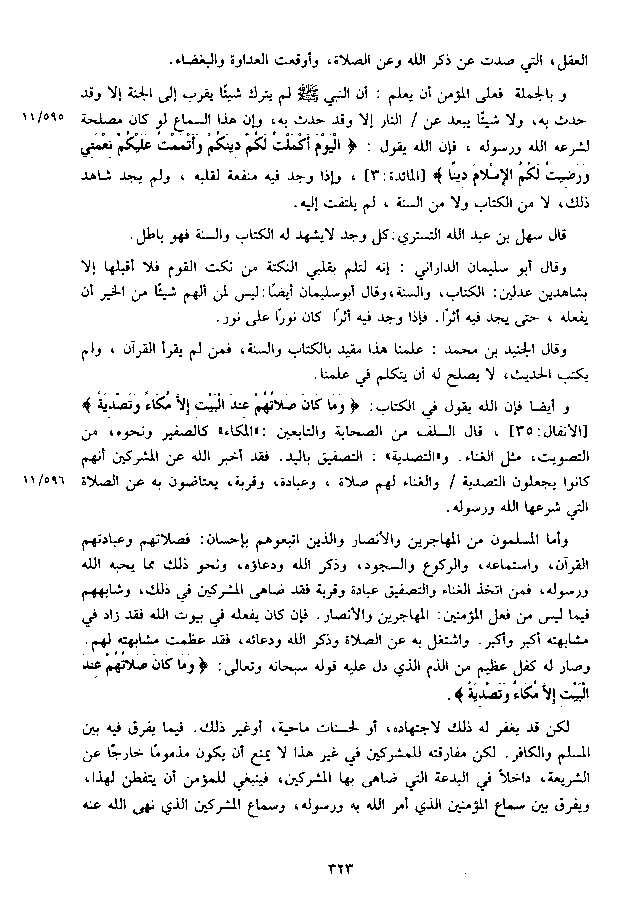 العقل، التي صدت عن ذكر الله وعن الصلاة، وأوقعت العداوة والبغضاء.
و بالجملة فعلى المؤمن أن يعلم : أن النبي ﷺ لم يترك شيئًا يقرب إلى الجنة إلا وقد
١١/٥٩٥ حدث به، ولا شيئًا يبعد عن / النار إلا وقد حدث به، وإن هذا السماع لو كان مصلحة
لشرعه الله ورسوله ، فإن الله يقول : ﴿ الْيَوْمَ أَكْمَلْتُ لَكُمْ دِينَكُمْ وَأَتْمَمْتُ عَلَيْكُمْ نِعْمَتِي
وَرَضِيتُ لَكُمُ الإِسْلامَ دِينًا ﴾ [المائدة:٣] ، وإذا وجد فيه منفعة لقلبه ، ولم يجد شاهد
ذلك، لا من الكتاب ولا من السنة ، لم يلتفت إليه.
قال سهل بن عبد الله التستري:كل وجد لايشهد له الكتاب والسنة فهو باطل.
وقال أبو سليمان الداراني : إنه لتلم بقلبي النكتة من نكت القوم فلا أقبلها إلا
بشاهدين عدلين: الكتاب، والسنة،وقال أبوسليمان أيضًا:ليس لمن ألهم شيئًا من الخير أن
يفعله ، حتى يجد فيه أثرًا. فإذا وجد فيه أثرًا كان نورًا على نور.
وقال الجنيد بن محمد : علمنا هذا مقيد بالكتاب والسنة، فمن لم يقرأ القرآن ، ولم
يكتب الحديث، لا يصلح له أن يتكلم في علمنا.
و أيضا فإن الله يقول في الكتاب: ﴿ وَمَا كَانَ صَلاتُهُمْ عِندَ الْبَيْتِ إِلاَّ مُكَاءً وَتَصْدِيَةً ﴾
[الأنفال:٣٥] ، قال السلف من الصحابة والتابعين :«المكاء» كالصفير ونحوه، من
التصويت، مثل الغناء. و«التصدية» : التصفيق باليد. فقد أخبر الله عن المشركين أنهم
١١/٥٩٦ كانوا يجعلون التصدية / والغناء لهم صلاة ، وعبادة، وقربة، يعتاضون به عن الصلاة
التي شرعها الله ورسوله.
وأما المسلمون من المهاجرين والأنصار والذين اتبعوهم بإحسان: فصلاتهم وعبادتهم
القرآن، واستماعه، والركوع والسجود، وذكر الله ودعاؤه، ونحو ذلك مما يحبه الله
ورسوله، فمن اتخذ الغناء والتصفيق عبادة وقربة فقد ضاهى المشركين في ذلك، وشابههم
فيما ليس من فعل المؤمنين: المهاجرين والأنصار. فإن كان يفعله في بيوت الله فقد زاد في
مشابهته أكبر وأكبر. واشتغل به عن الصلاة وذكر الله ودعائه، فقد عظمت مشابهته لهم.
وصار له كفل عظيم من الذم الذي دل عليه قوله سبحانه وتعالى: ﴿ وَمَا كَانَ صَلاتُهُمْ عِندَ
الْبَيْتِ إِلاَّ مُكَاءً وَتَصْدِيَةً ﴾.
لكن قد يغفر له ذلك لاجتهاده، أو لحسنات ماحية، أوغير ذلك. فيما يفرق فيه بين
المسلم والكافر. لكن مفارقته للمشركين في غير هذا لا يمنع أن يكون مذمومًا خارجًا عن
الشريعة، داخلاً في البدعة التي ضاهى بها المشركين، فينبغي للمؤمن أن يتفطن لهذا،
ويفرق بين سماع المؤمنين الذي أمر الله به ورسوله، وسماع المشركين الذي نهى الله عنه
٣٢٣